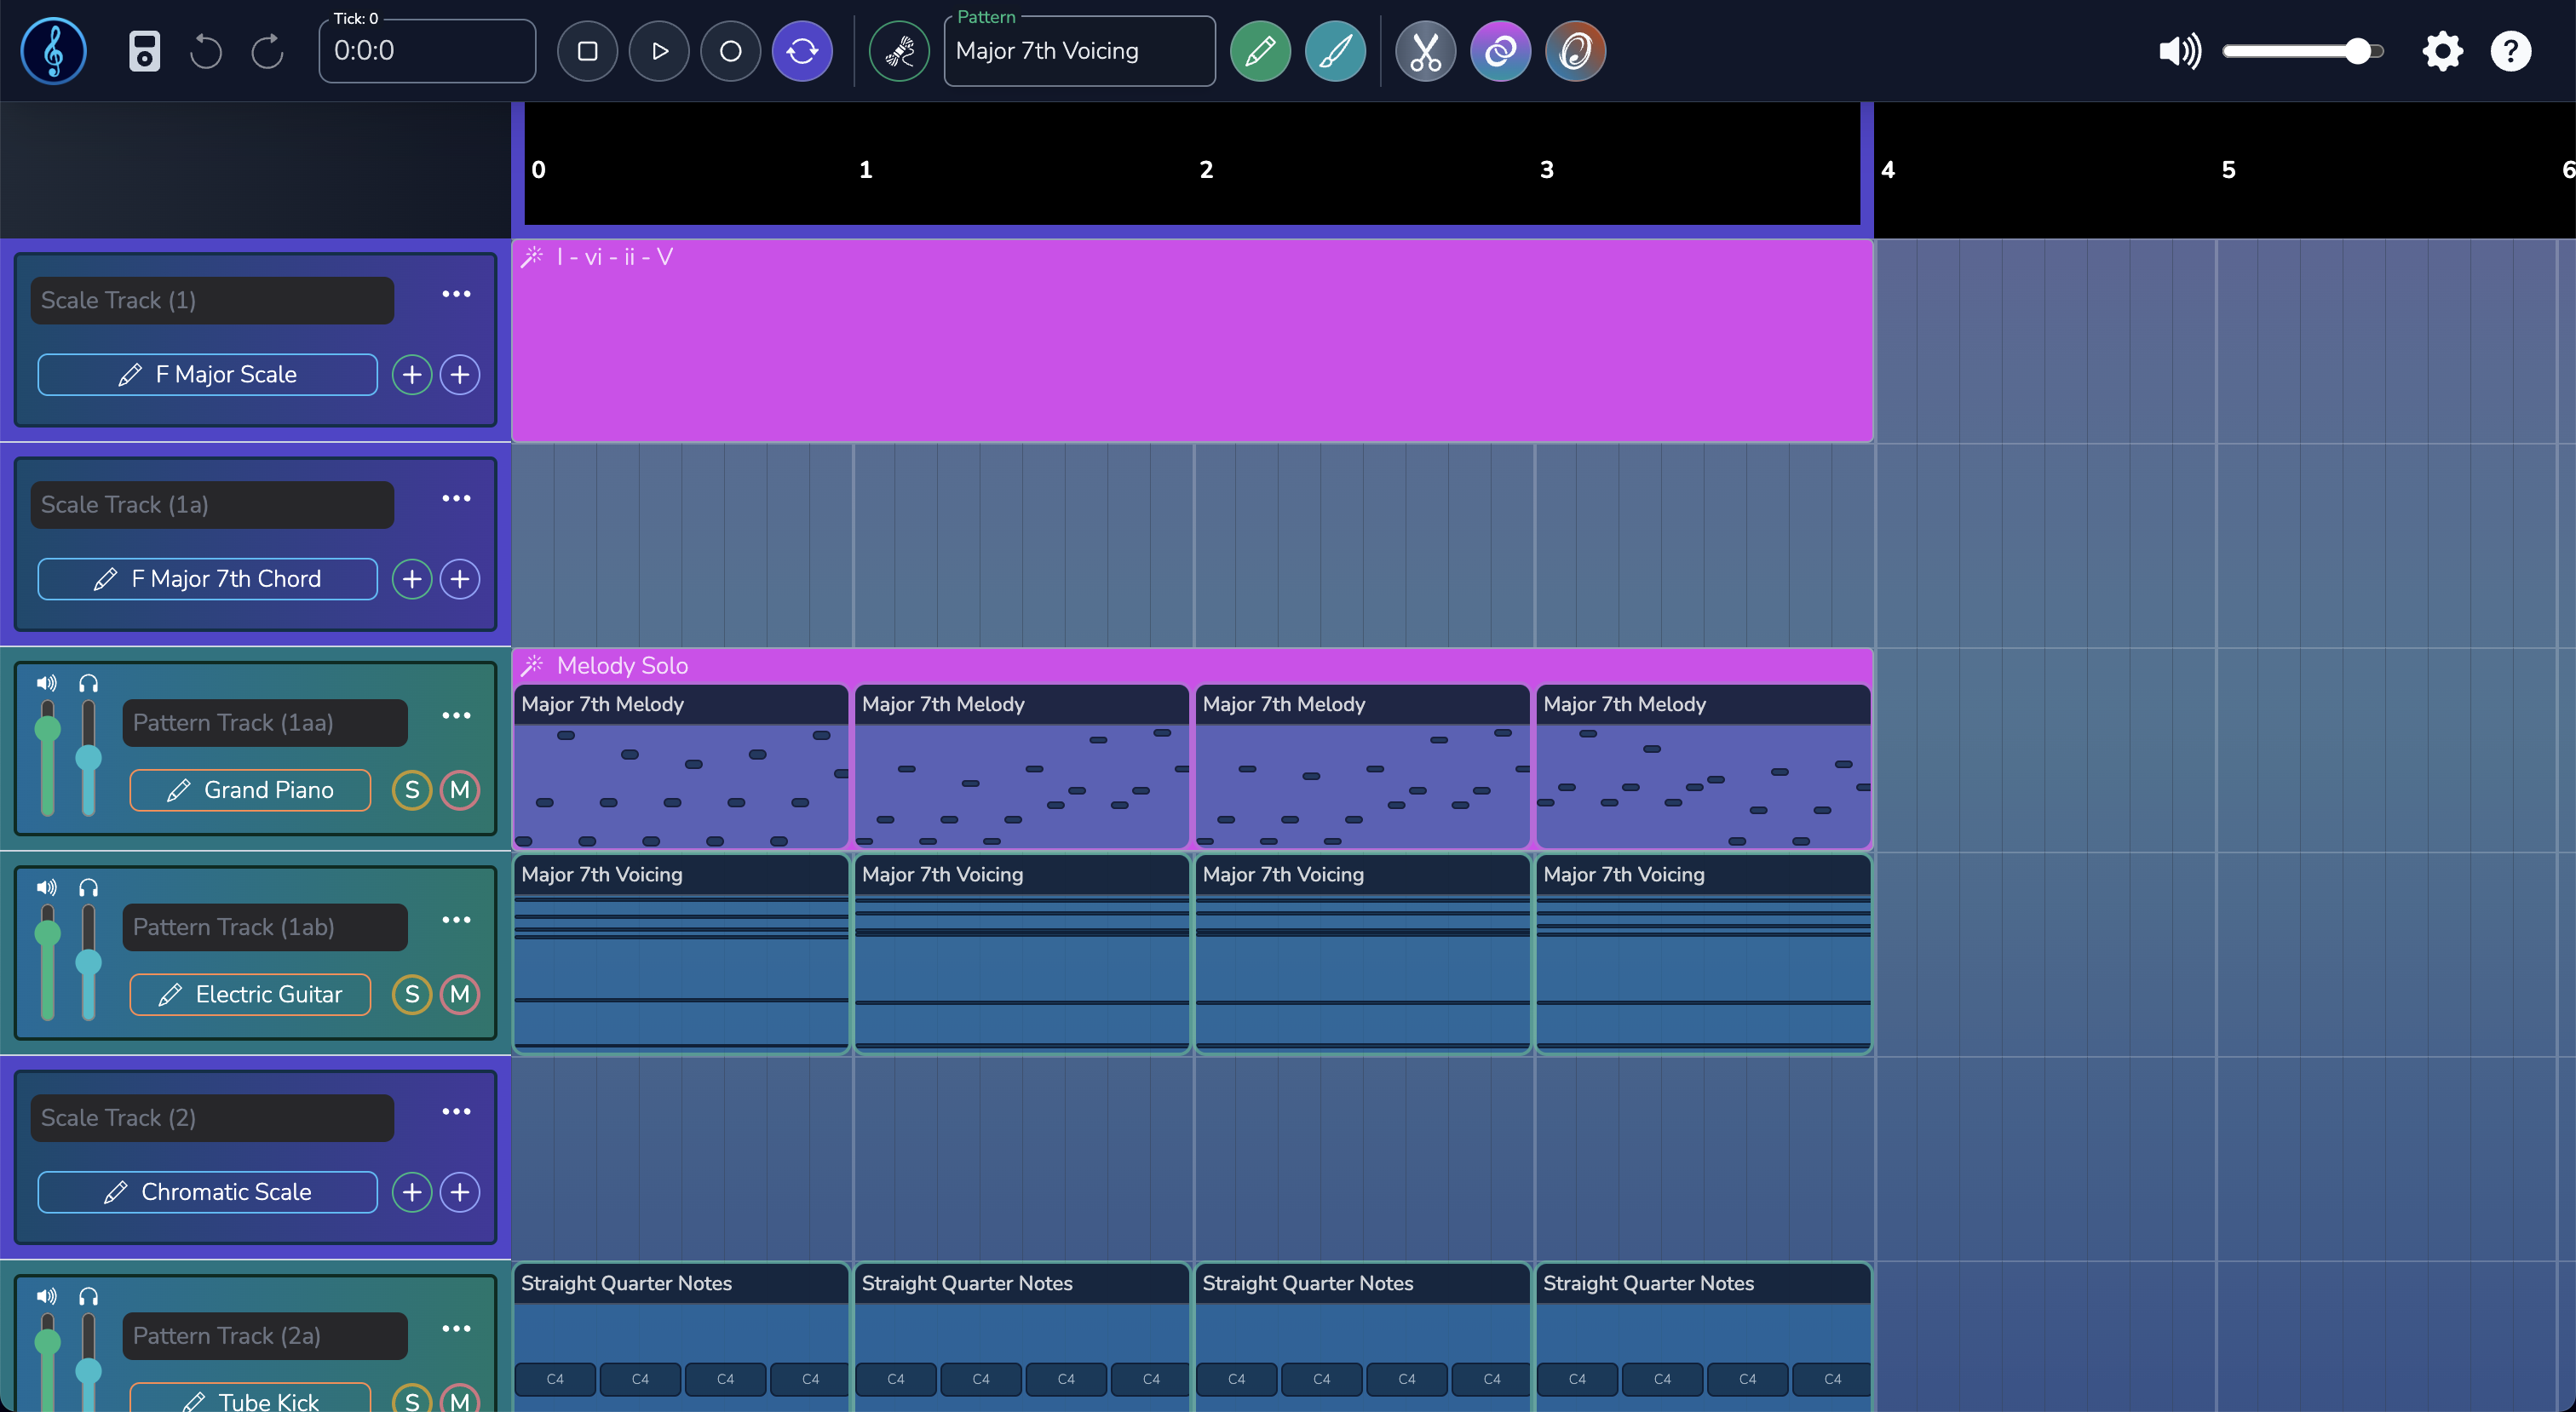 Tick: 0
0:0:0
Pattern
Major 7th Voicing
?
0 1 2 3 4 5 6
I - vi - ii - V
Scale Track (1)
F Major Scale
Scale Track (1a)
F Major 7th Chord
Melody Solo
Major 7th Melody Major 7th Melody Major 7th Melody Major 7th Melody
Pattern Track (1aa)
Grand Piano S M
Major 7th Voicing Major 7th Voicing Major 7th Voicing Major 7th Voicing
Pattern Track (1ab)
Electric Guitar S M
Scale Track (2)
Chromatic Scale
Straight Quarter Notes Straight Quarter Notes Straight Quarter Notes Straight Quarter Notes
Pattern Track (2a)
C4 C4 C4 C4 C4 C4 C4 C4 C4 C4 C4 C4 C4 C4 C4 C4
Tube Kick S M